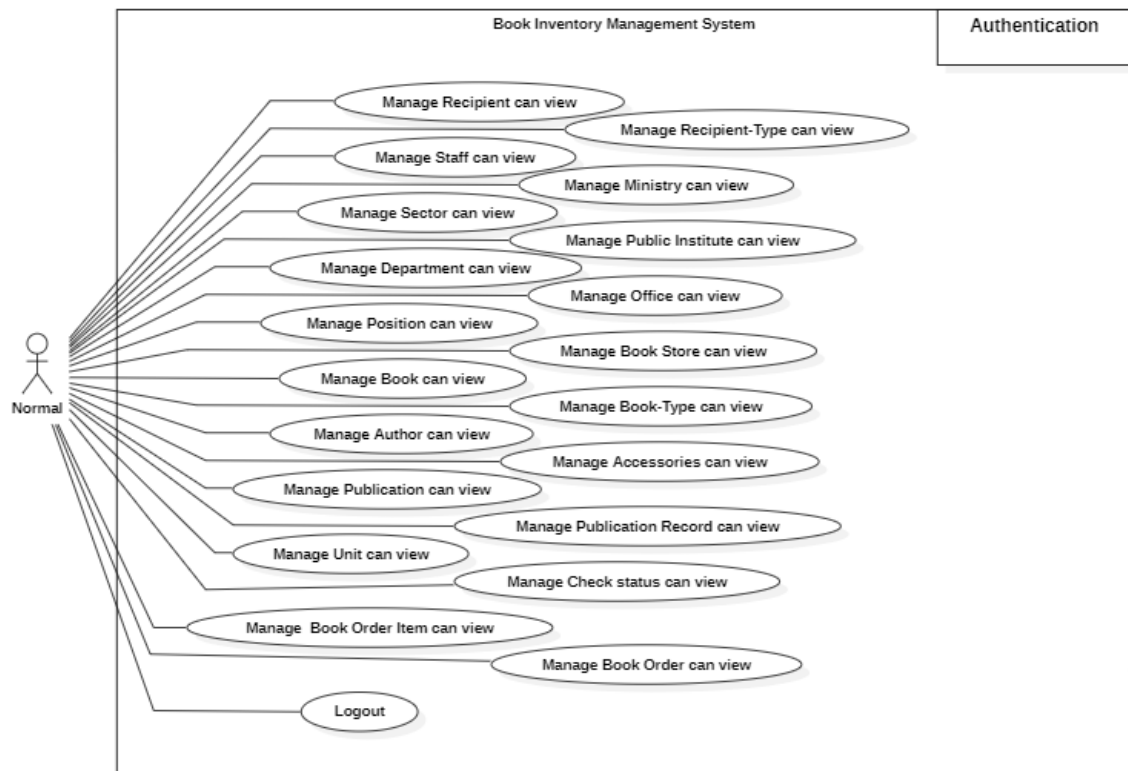 Book Inventory Management System
Authentication
Manage Recipient can view
Manage Recipient-Type can view
Manage Staff can view
Manage Ministry can view
Manage Sector can view
Manage Public Institute can view
Manage Department can view
Manage Office can view
Manage Position can view
Manage Book Store can view
Manage Book can view
Normal
Manage Book-Type can view
Manage Author can view
Manage Accessories can view
Manage Publication can view
Manage Publication Record can view
Manage Unit can view
Manage Check status can view
Manage  Book Order Item can view
Manage Book Order can view
Logout